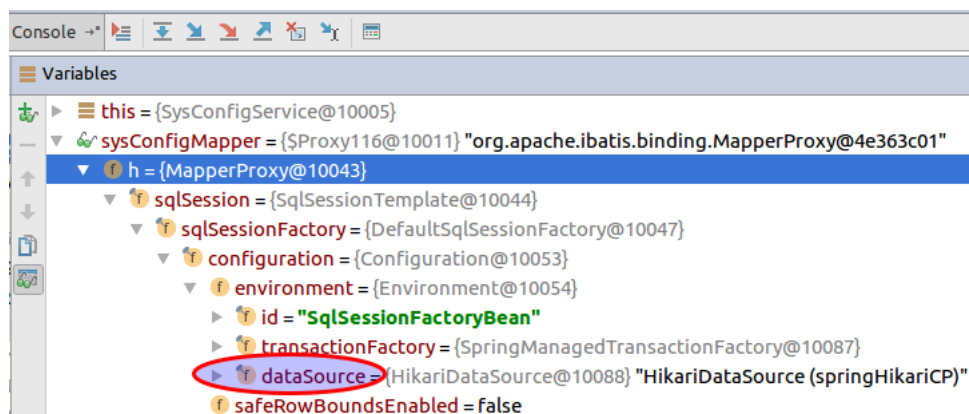 Console
Variables
this = {SysConfigService@10005}
sysConfigMapper = {$Proxy116@10011} "org.apache.ibatis.binding.MapperProxy@4e363c01"
h = {MapperProxy@10043}
sqlSession = {SqlSessionTemplate@10044}
sqlSessionFactory = {DefaultSqlSessionFactory@10047}
configuration = {Configuration@10053}
environment = {Environment@10054}
id = "SqlSessionFactoryBean"
transactionFactory = {SpringManagedTransactionFactory@10087}
dataSource = {HikariDataSource@10088} "HikariDataSource (springHikariCP)"
safeRowBoundsEnabled = false